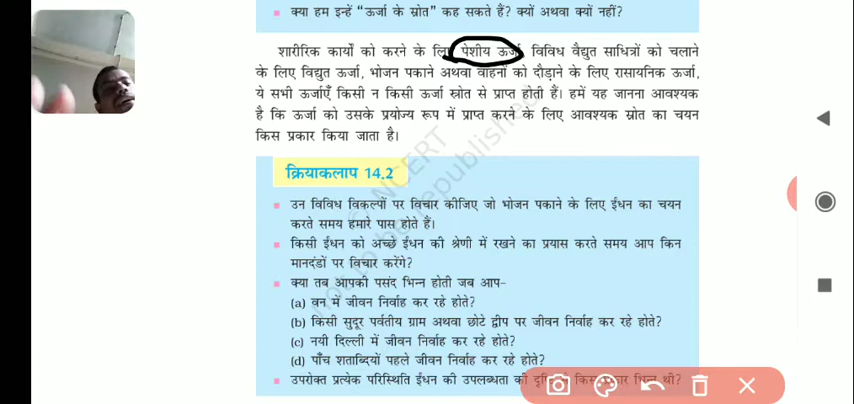 क्या हम इन्हें “ऊर्जा के स्रोत” कह सकते हैं? क्यों अथवा क्यों नहीं?
शारीरिक कार्यों को करने के लिए पेशीय ऊर्जा, विविध वैद्युत साधित्रों को चलाने
के लिए विद्युत ऊर्जा, भोजन पकाने अथवा वाहनों को दौड़ाने के लिए रासायनिक ऊर्जा,
ये सभी ऊर्जाएँ किसी न किसी ऊर्जा स्रोत से प्राप्त होती हैं। हमें यह जानना आवश्यक
है कि ऊर्जा को उसके प्रयोज्य रूप में प्राप्त करने के लिए आवश्यक स्रोत का चयन
किस प्रकार किया जाता है।
क्रियाकलाप 14.2
उन विविध विकल्पों पर विचार कीजिए जो भोजन पकाने के लिए ईंधन का चयन
करते समय हमारे पास होते हैं।
किसी ईंधन को अच्छे ईंधन की श्रेणी में रखने का प्रयास करते समय आप किन
मानदंडों पर विचार करेंगे?
क्या तब आपकी पसंद भिन्न होती जब आप–
(a) वन में जीवन निर्वाह कर रहे होते?
(b) किसी सुदूर पर्वतीय ग्राम अथवा छोटे द्वीप पर जीवन निर्वाह कर रहे होते?
(c) नयी दिल्ली में जीवन निर्वाह कर रहे होते?
(d) पाँच शताब्दियों पहले जीवन निर्वाह कर रहे होते?
उपरोक्त प्रत्येक परिस्थिति ईंधन की उपलब्धता की दृष्टि से किस प्रकार भिन्न थी?